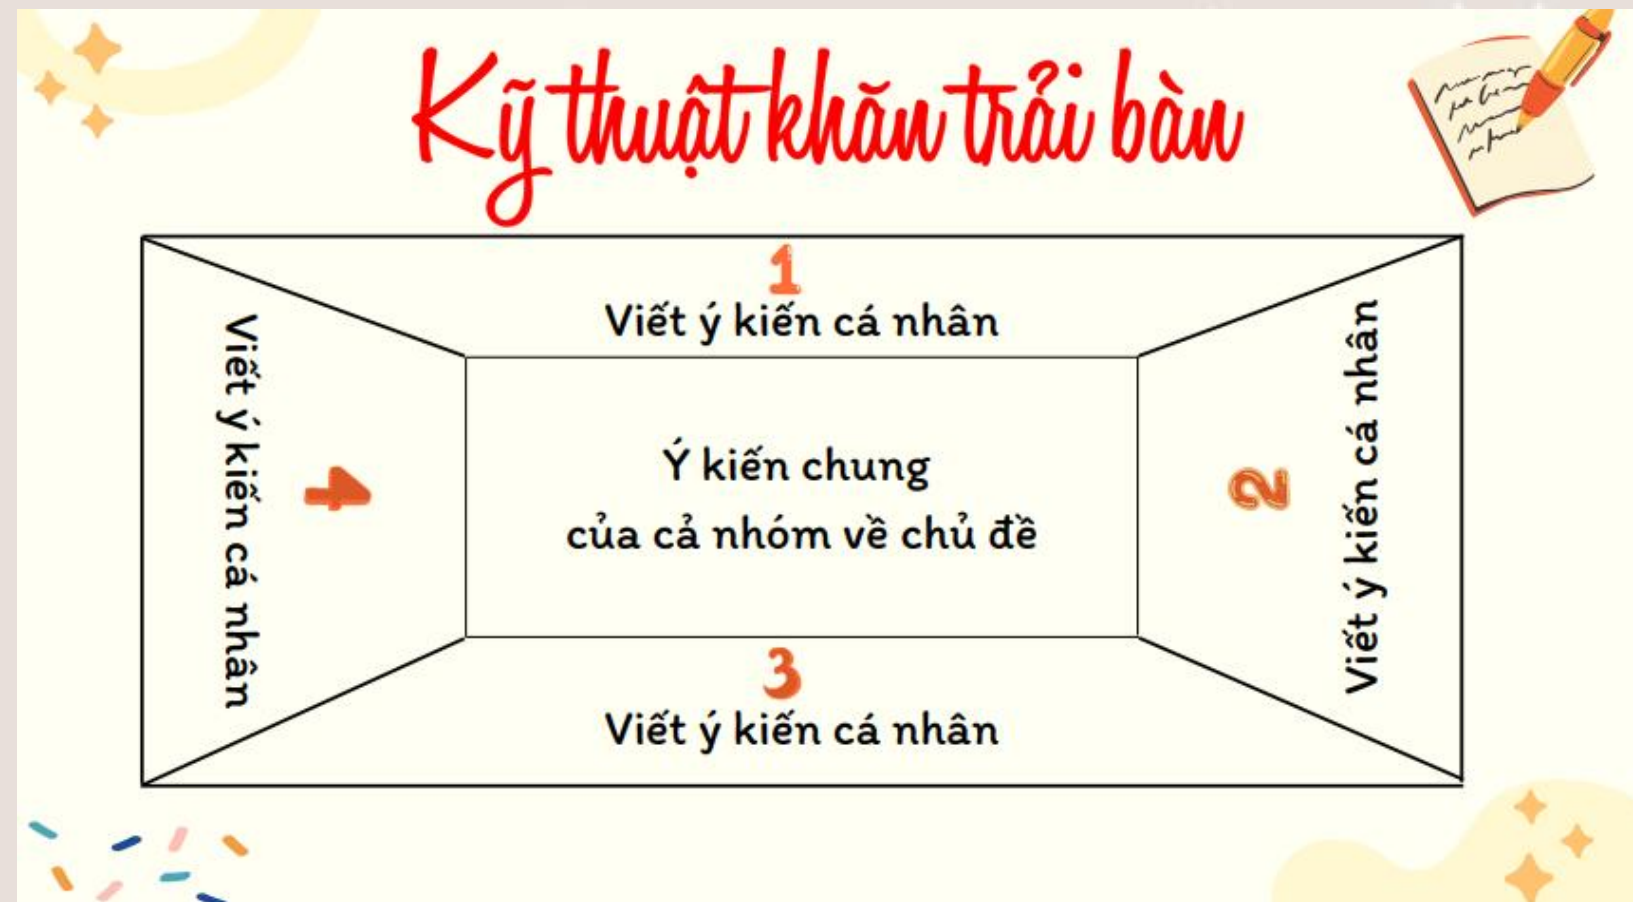 Kỹ thuật khăn trải bàn
1
Viết ý kiến cá nhân
Viết ý kiến cá nhân
4
Ý kiến chung
của cả nhóm về chủ đề
2
Viết ý kiến cá nhân
3
Viết ý kiến cá nhân